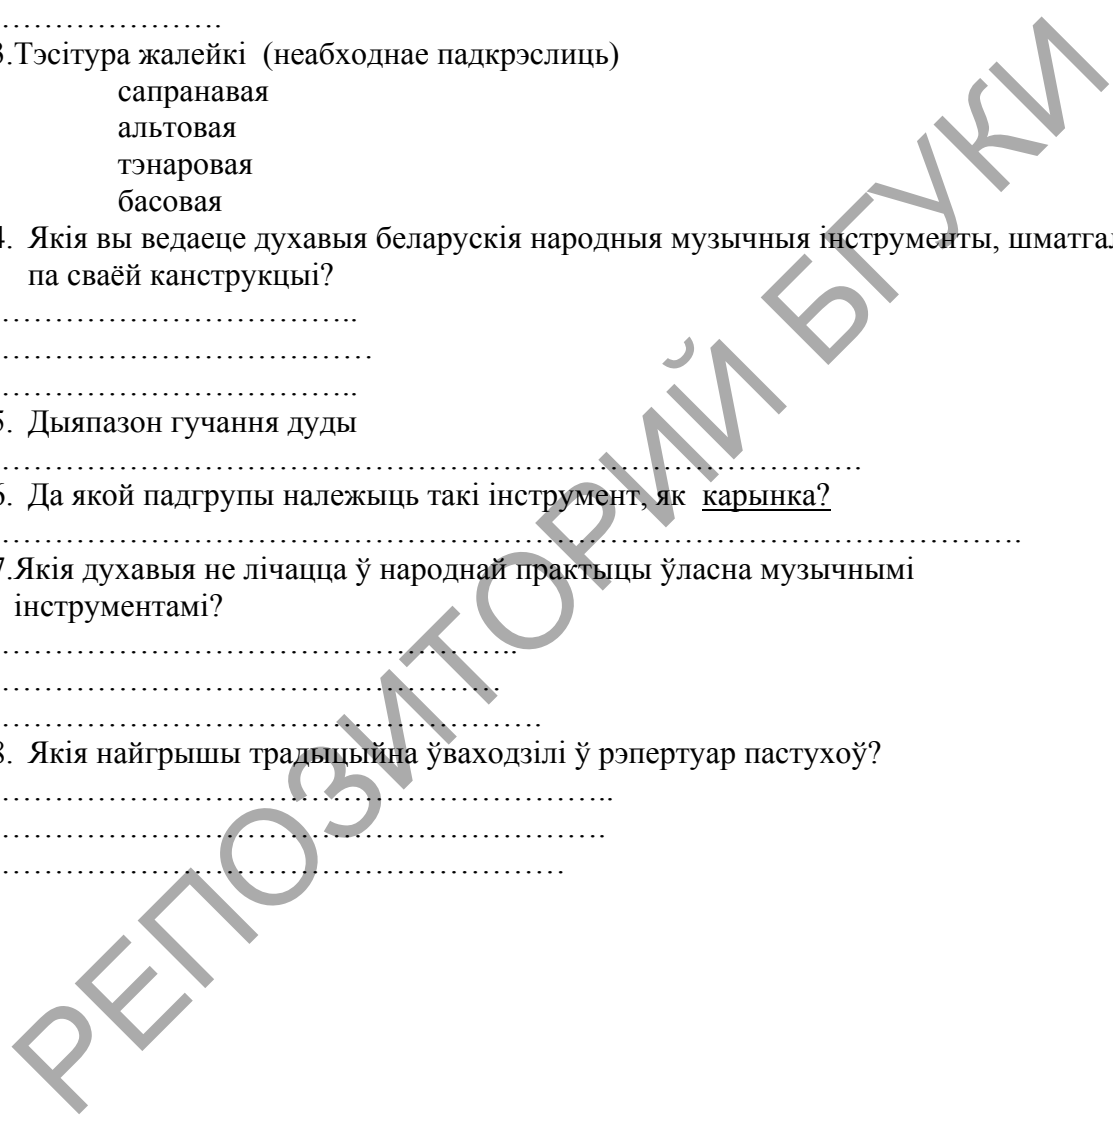 ………………….
3.Тэсітура жалейкі (неабходнае падкрэслиць)
сапранавая
альтовая
тэнаровая
басовая
4. Якія вы ведаеце духавыя беларускія народныя музычныя інструменты,
па сваёй канструкцыі?
……………………………..
………………………………
……………………………..
5. Дыяпазон гучання дуды
……………………………………………………………………………….
6. Да якой падгрупы належыць такі інструмент, як карынка?
…………………………………………………………………………………………….
7.Якія духавыя не лічацца ў народнай практыцы ўласна музычнымі
інструментамі?
……………………………………………..
…………………………………………….
……………………………………………….
8. Якія найгрышы традыцыйна ўваходзілі ў рэпертуар пастухоў?
……………………………………………………..
…………………………………………………….
…………………………………………………
РЕПОЗИТОРИЙ БГУКИ